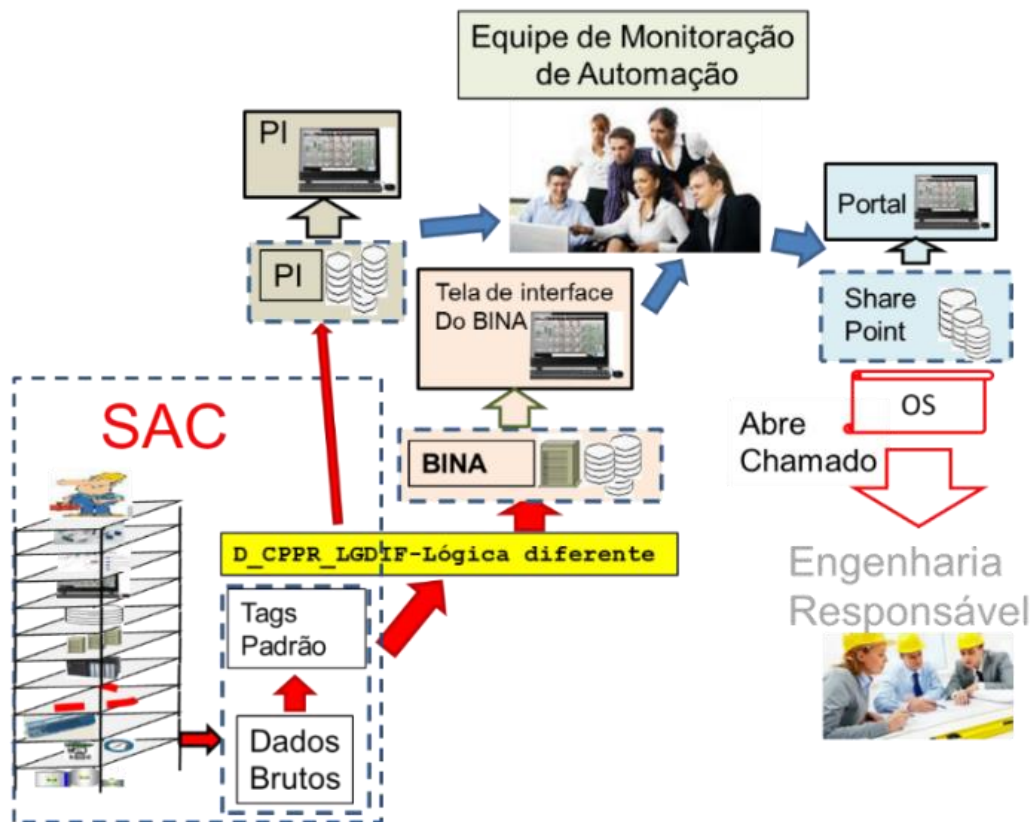 Equipe de Monitoração
de Automação
PI
Portal
PI
Tela de interface
Do BINA
Share
Point
SAC
OS
Abre
Chamado
BINA
D_CPPR_LGDIF-Lógica diferente
Engenharia
Responsável
Tags
Padrão
Dados
Brutos